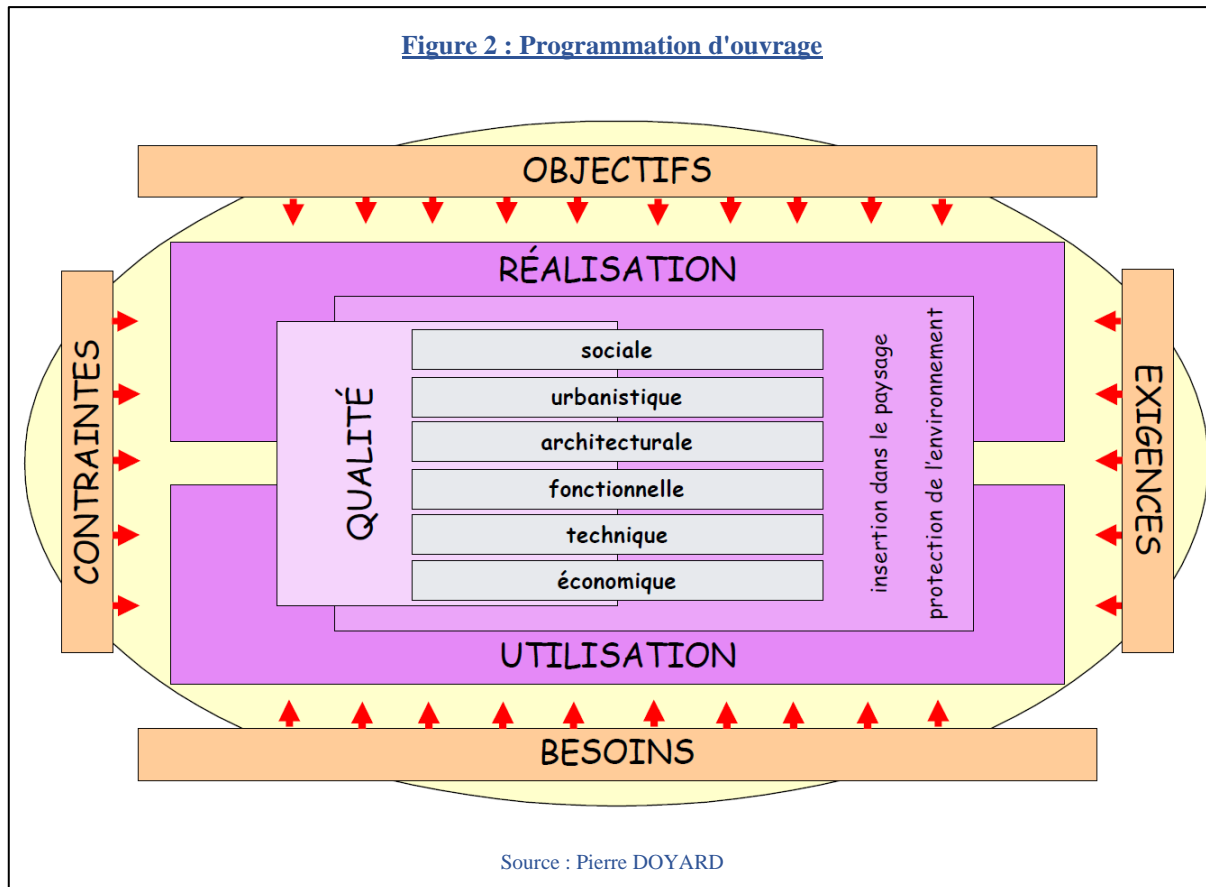 Figure 2 : Programmation d'ouvrage
OBJECTIFS
RÉALISATION
CONTRAINTES
QUALITÉ
sociale
urbanistique
architecturale
fonctionnelle
technique
économique
insertion dans le paysage
protection de l'environnement
EXIGENCES
UTILISATION
BESOINS
Source : Pierre DOYARD